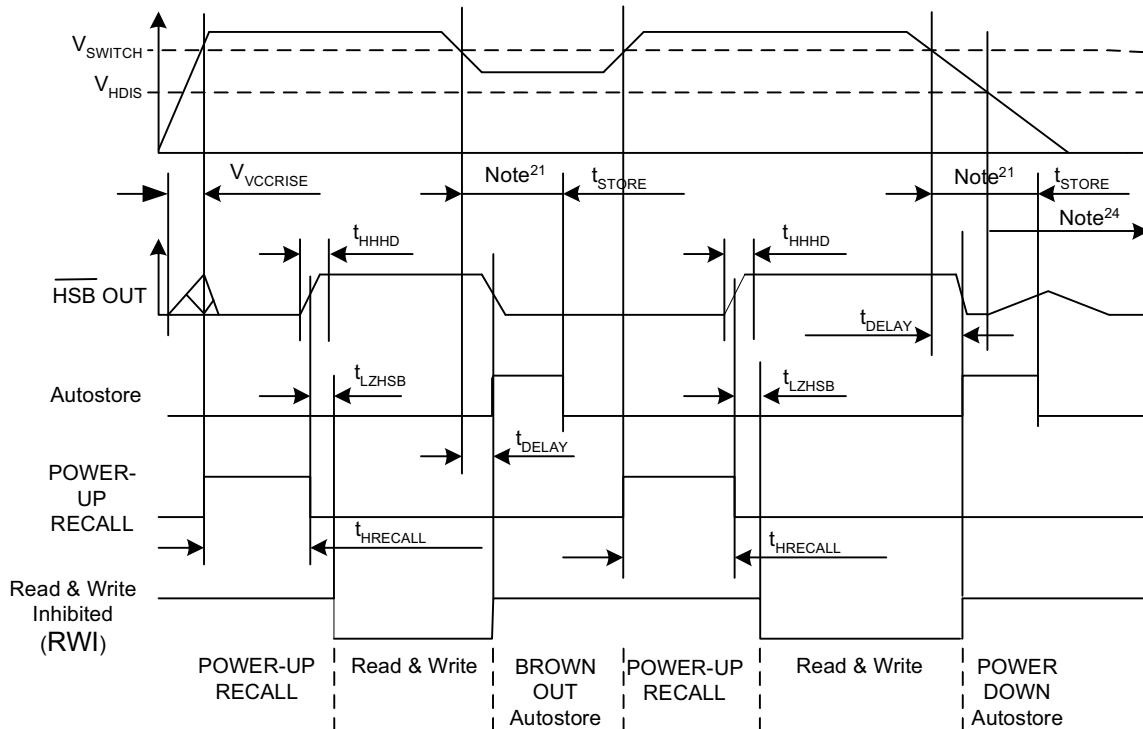 VSWITCH
VHDIS
VVCCRISE
Note21
tSTORE
Note21
tSTORE
Note24
tHHHD
tHHHD
HSB OUT
tDELAY
tLZHSB
tLZHSB
Autostore
tDELAY
POWER-
UP
RECALL
tHRECALL
tHRECALL
Read & Write
Inhibited
(RWI)
POWER-UP
RECALL
Read & Write
BROWN
OUT
Autostore
POWER-UP
RECALL
Read & Write
POWER
DOWN
Autostore